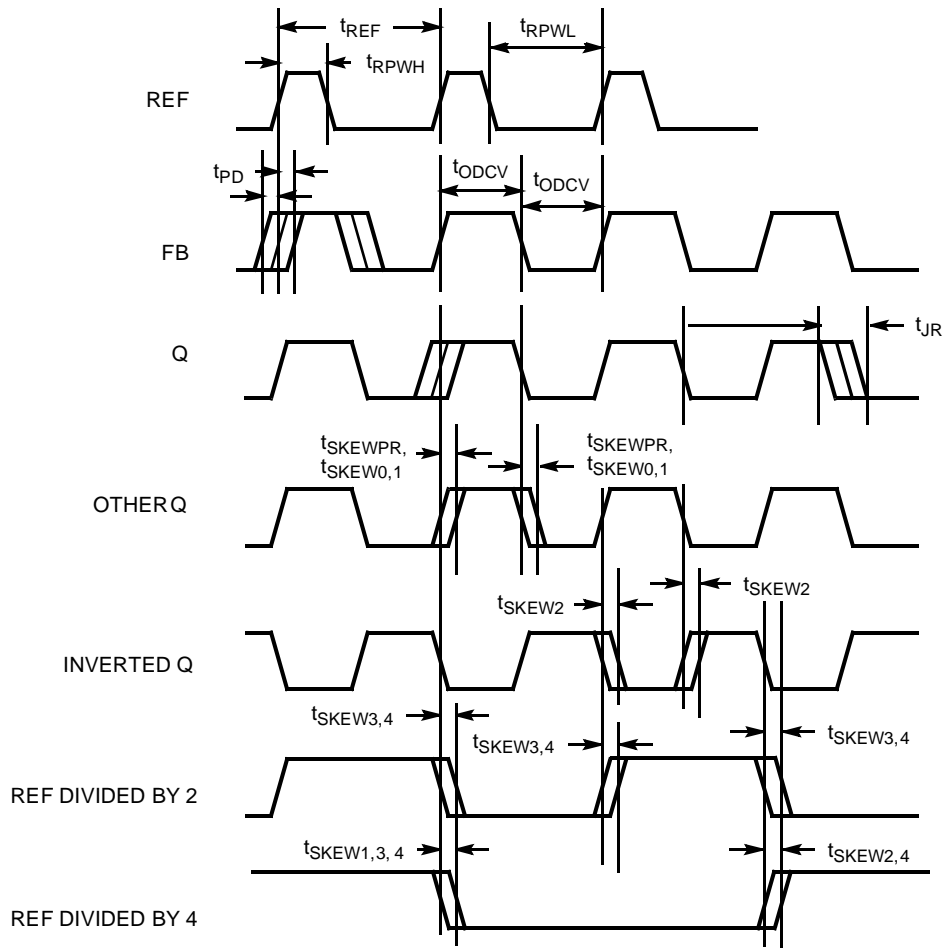 tREF
tRPWL
tRPWH
REF
tPD
tODCV
tODCV
FB
tJR
Q
tSKEWPR,
tSKEW0,1
tSKEWPR,
tSKEW0,1
OTHER Q
tSKEW2
tSKEW2
INVERTED Q
tSKEW3,4
tSKEW3,4
tSKEW3,4
REF DIVIDED BY 2
tSKEW1,3, 4
tSKEW2,4
REF DIVIDED BY 4